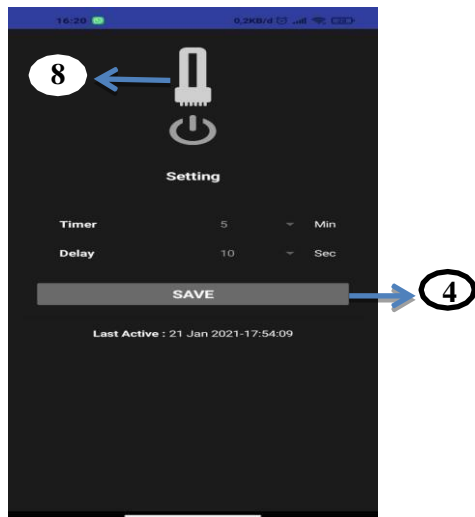 16:20 0,2KB/d
8
Setting
Timer 5 Min
Delay 10 Sec
SAVE
4
Last Active : 21 Jan 2021-17:54:09